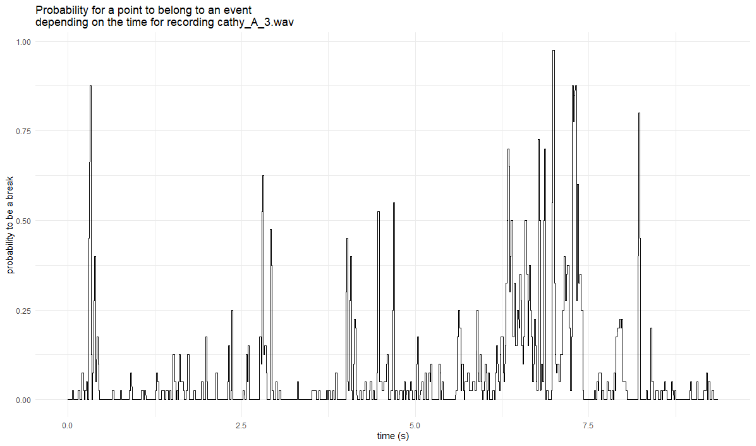 Probability for a point to belong to an event
depending on the time for recording cathy_A_3.wav
1.00
0.75
0.50
0.25
0.00
probability to be a break
0.0
2.5
5.0
7.5
time (s)